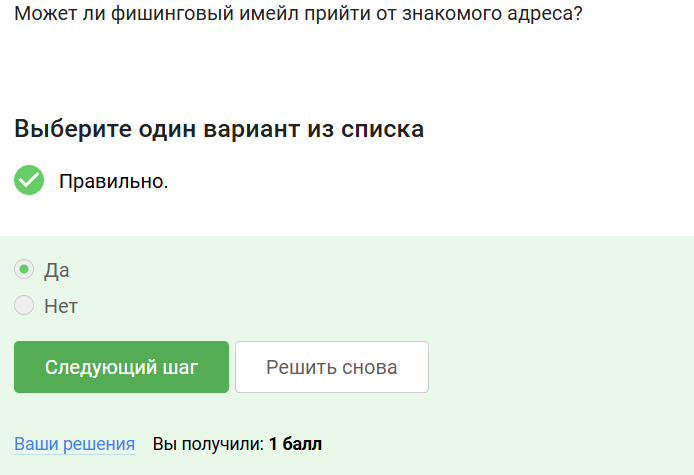 Может ли фишинговый имейл прийти от знакомого адреса?
Выберите один вариант из списка
Правильно.
Да
Нет
Следующий шаг Решить снова
Ваши решения Вы получили: 1 балл